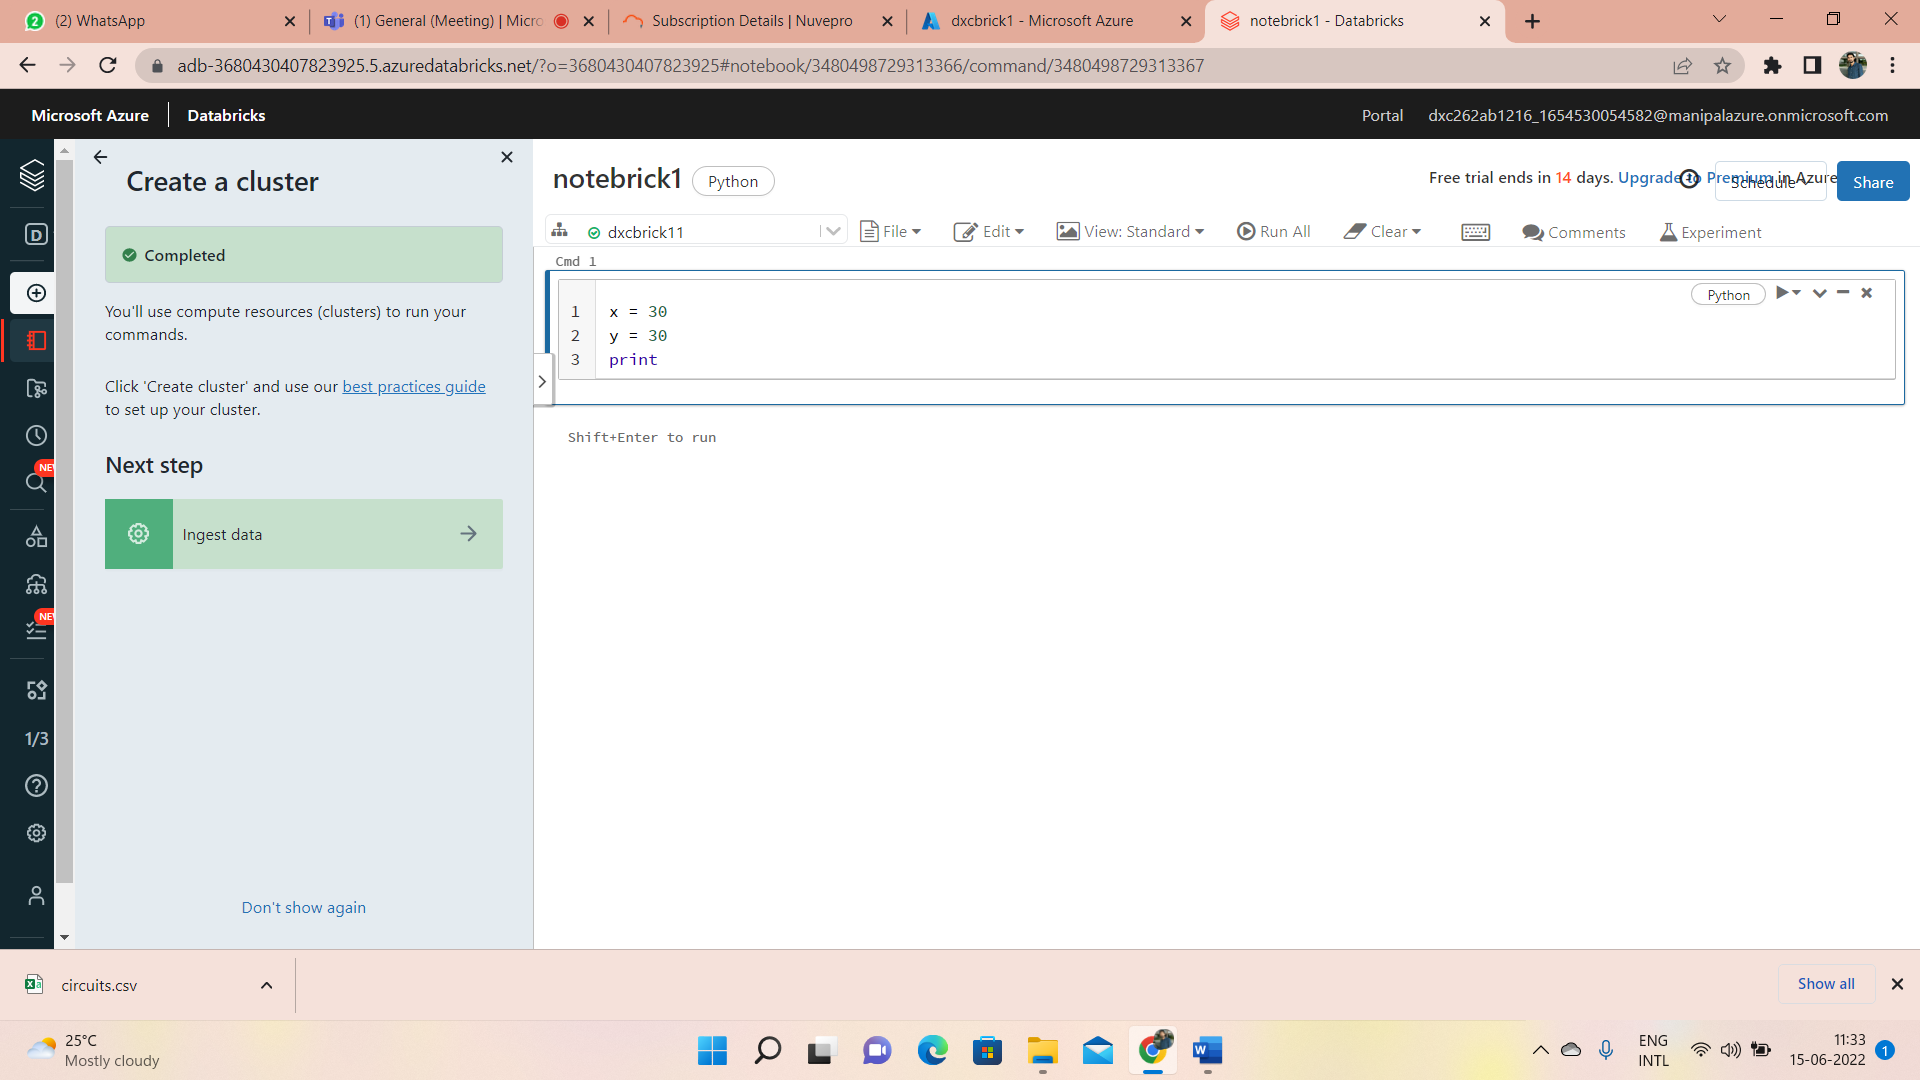 (2) WhatsApp
(1) General (Meeting) | Micro
Subscription Details | Nuvepro
dxcbrick1 - Microsoft Azure
notebrick1 - Databricks
adb-3680430407823925.5.azuredatabricks.net/?o=3680430407823925#notebook/3480498729313366/command/3480498729313367
Microsoft Azure
Databricks
Portal
dxc262ab1216_1654530054582@manipalazure.onmicrosoft.com
Create a cluster
Completed
You'll use compute resources (clusters) to run your
commands.
Click 'Create cluster' and use our best practices guide
to set up your cluster.
Next step
Ingest data
Don't show again
D
NEW
NEW
1/3
notebrick1
Python
Free trial ends in 14 days. Upgrade to Premium in Azure
Schedule
Share
dxcbrick11
File
Edit
View: Standard
Run All
Clear
Comments
Experiment
Cmd 1
Python
1 x = 30
2 y = 30
3 print
Shift+Enter to run
circuits.csv
Show all
25°C
Mostly cloudy
ENG
INTL
11:33
15-06-2022
1